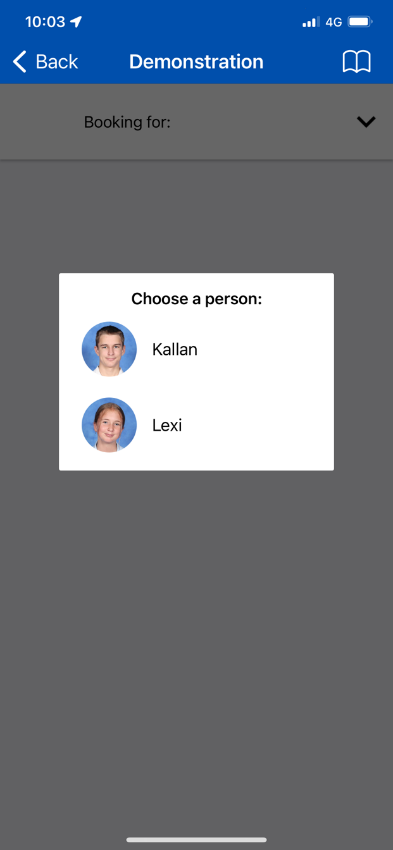 10:03
4G
Back
Demonstration
Booking for:
Choose a person:
Kallan
Lexi